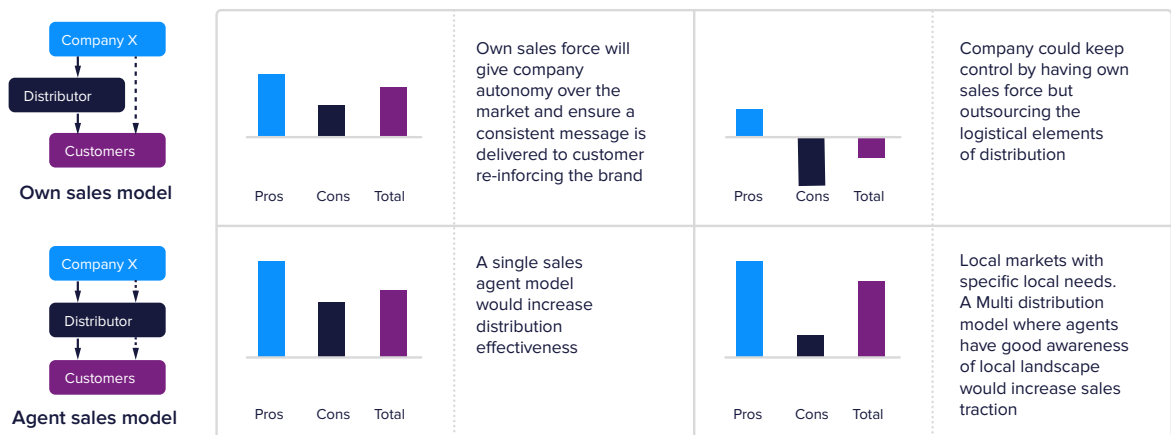 Company X
Distributor
Customers
Own sales model
Pros Cons Total
Own sales force will
give company
autonomy over the
market and ensure a
consistent message is
delivered to customer
re-inforcing the brand
Pros Cons Total
Company could keep
control by having own
sales force but
outsourcing the
logistical elements
of distribution
Company X
Distributor
Customers
Agent sales model
Pros Cons Total
A single sales
agent model
would increase
distribution
effectiveness
Pros Cons Total
Local markets with
specific local needs.
A Multi distribution
model where agents
have good awareness
of local landscape
would increase sales
traction